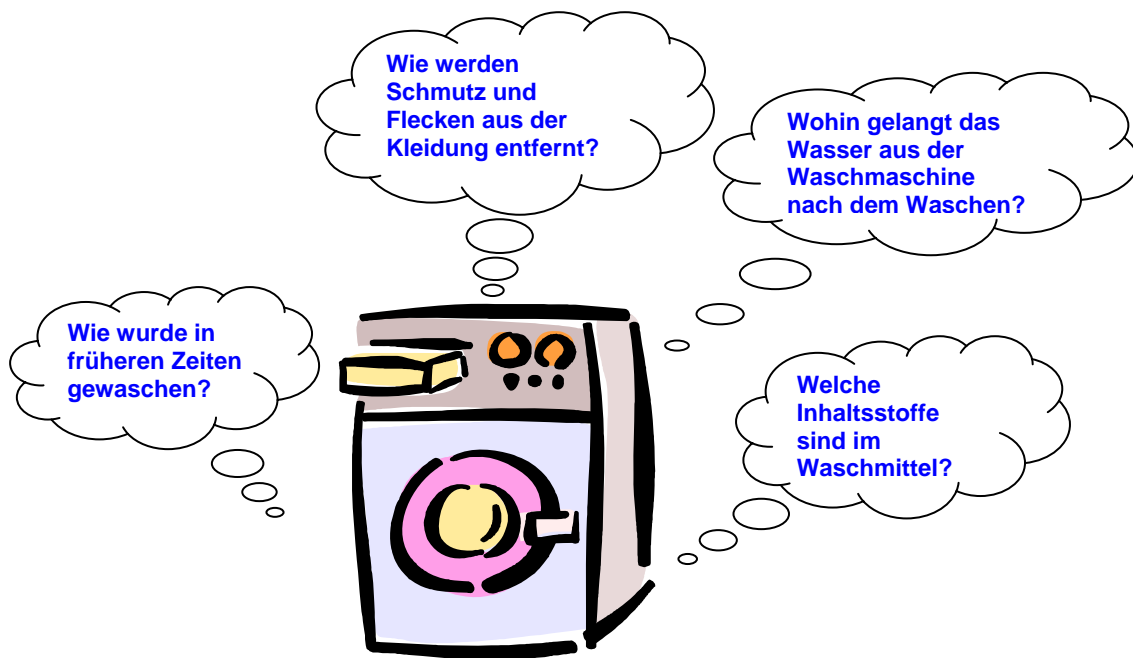 Wie werden
Schmutz und
Flecken aus der
Kleidung entfernt?
Wohin gelangt das
Wasser aus der
Waschmaschine
nach dem Waschen?
Wie wurde in
früheren Zeiten
gewaschen?
Welche
Inhaltsstoffe
sind im
Waschmittel?